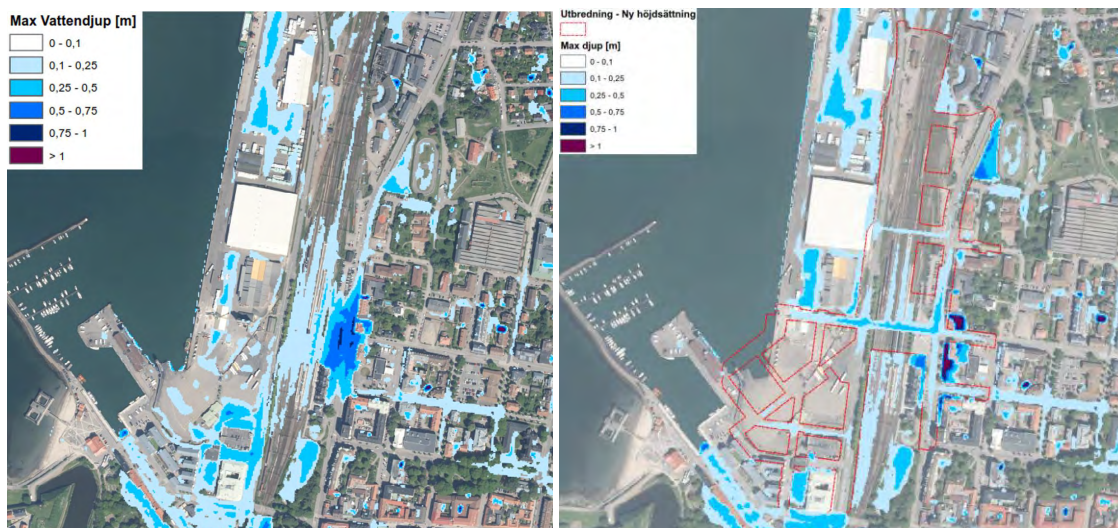 Max Vattendjup [m]
0 - 0,1
0,1 - 0,25
0,25 - 0,5
0,5 - 0,75
0,75 - 1
> 1
Utbredning - Ny höjdsättning
Max djup [m]
0 - 0,1
0,1 - 0,25
0,25 - 0,5
0,5 - 0,75
0,75 - 1
> 1